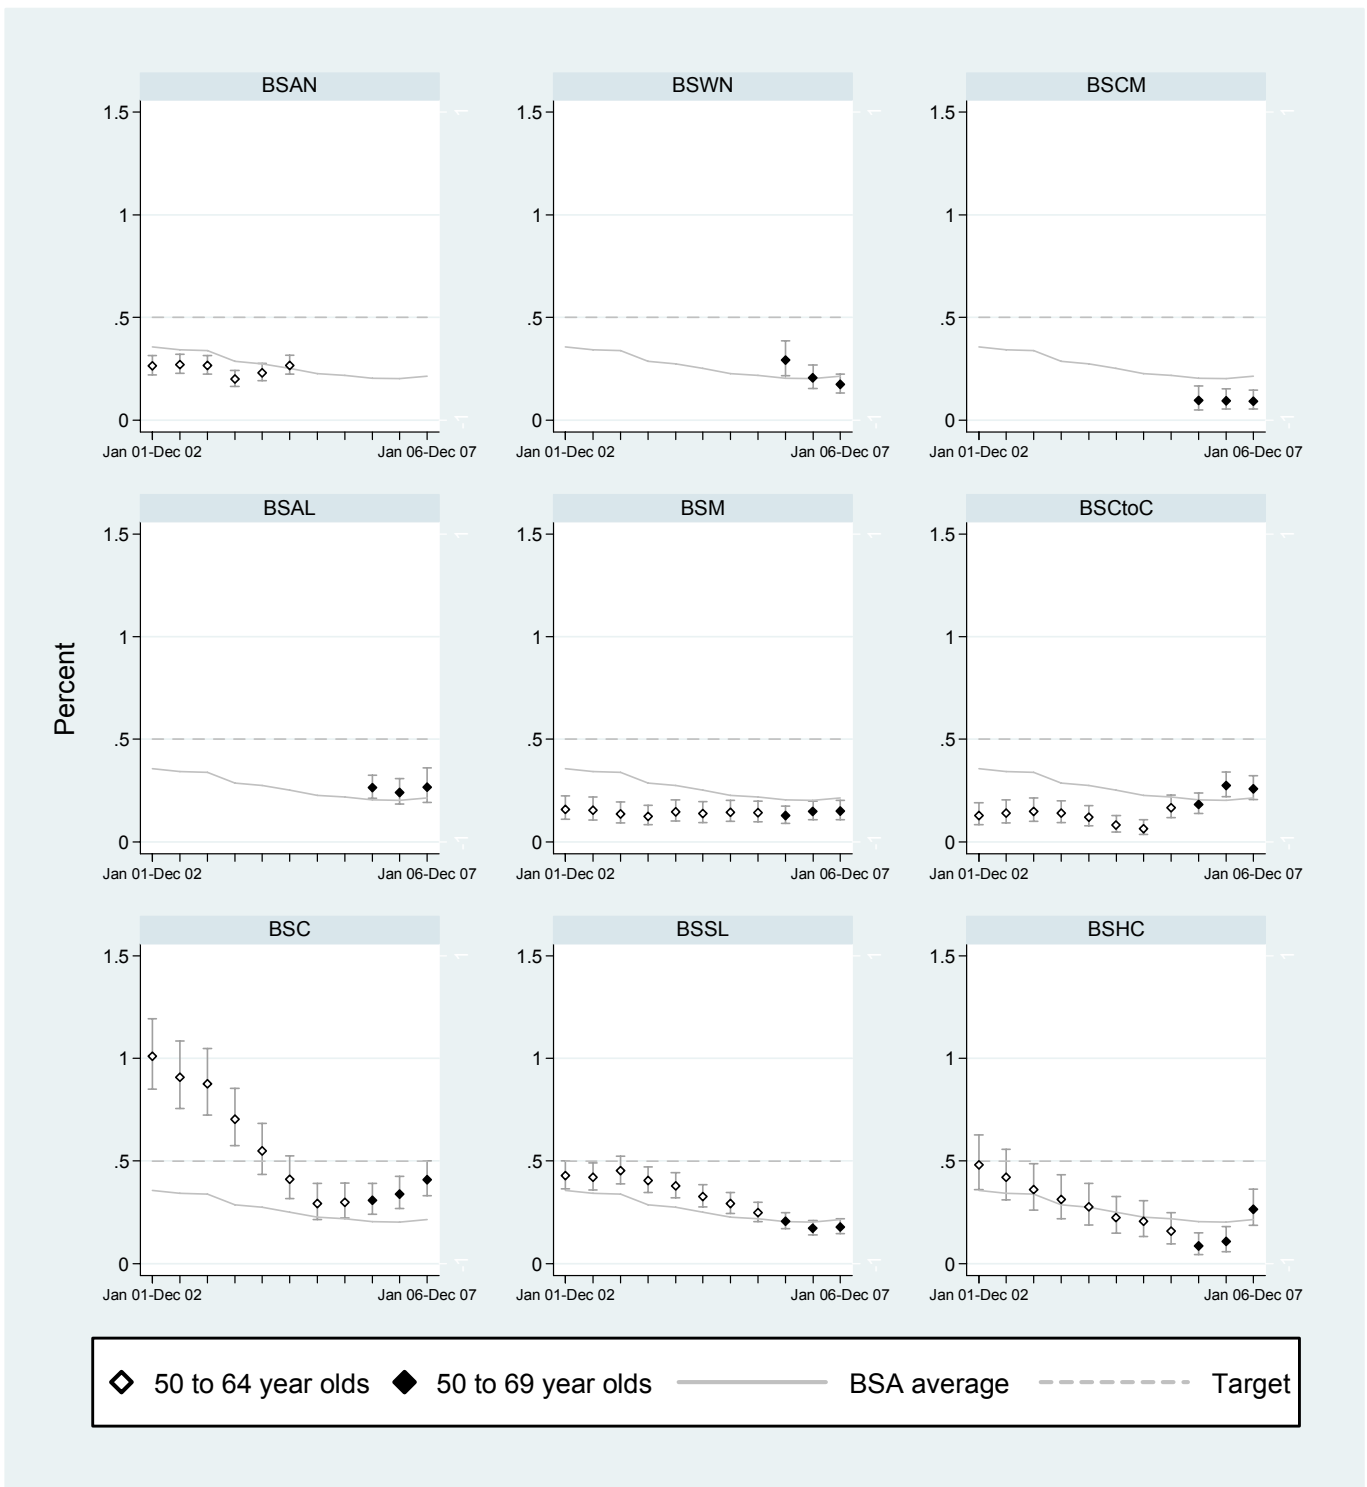 BSAN BSWN BSCM
1.5 1.5 1.5
1 1 1
.5 .5 .5
0 0 0
Jan 01-Dec 02 Jan 06-Dec 07 Jan 01-Dec 02 Jan 06-Dec 07 Jan 01-Dec 02 Jan 06-Dec 07
BSAL BSM BSCtoC
1.5 1.5 1.5
1 1 1
Percent
.5 .5 .5
0 0 0
Jan 01-Dec 02 Jan 06-Dec 07 Jan 01-Dec 02 Jan 06-Dec 07 Jan 01-Dec 02 Jan 06-Dec 07
BSC BSSL BSHC
1.5 1.5 1.5
1 1 1
.5 .5 .5
0 0 0
Jan 01-Dec 02 Jan 06-Dec 07 Jan 01-Dec 02 Jan 06-Dec 07 Jan 01-Dec 02 Jan 06-Dec 07
50 to 64 year olds 50 to 69 year olds BSA average Target